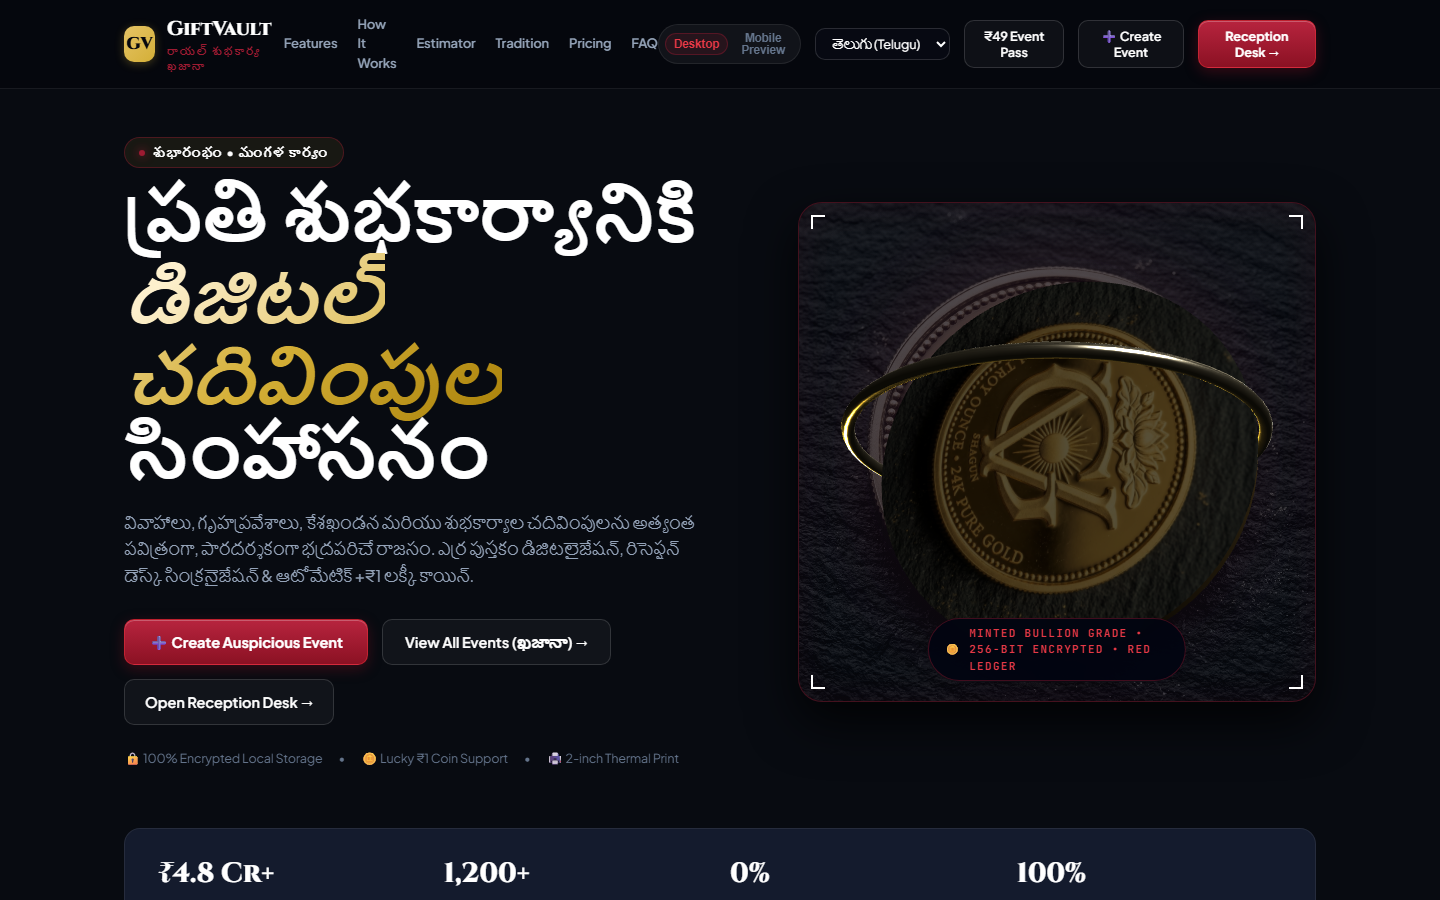 GV
GiftVault
రాయల్ శుభకార్య
ఖజానా
Features
How
It
Works
Estimator
Tradition
Pricing
FAQ
Desktop
Mobile
Preview
తెలుగు (Telugu)
₹49 Event
Pass
Create
Event
Reception
Desk →
శుభారంభం • మంగళ కార్యం
ప్రతి శుభకార్యానికి
డిజిటల్
చదివింపుల
సింహాసనం
వివాహాలు, గృహప్రవేశాలు, కేశఖండన మరియు శుభకార్యాల చదివింపులను అత్యంత
పవిత్రంగా, పారదర్శకంగా భద్రపరిచే రాజసం. ఎర్ర పుస్తకం డిజిటలైజేషన్, రిసెప్షన్
డెస్క్ సింక్రనైజేషన్ & ఆటోమేటిక్ +₹1 లక్కీ కాయిన్.
Create Auspicious Event
View All Events (ఖజానా) →
Open Reception Desk →
100% Encrypted Local Storage • Lucky ₹1 Coin Support • 2-inch Thermal Print
TROY OUNCE • 24K PURE GOLD
SHAGUN
MINTED BULLION GRADE •
256-BIT ENCRYPTED • RED
LEDGER
₹4.8 Cr+
1,200+
0%
100%